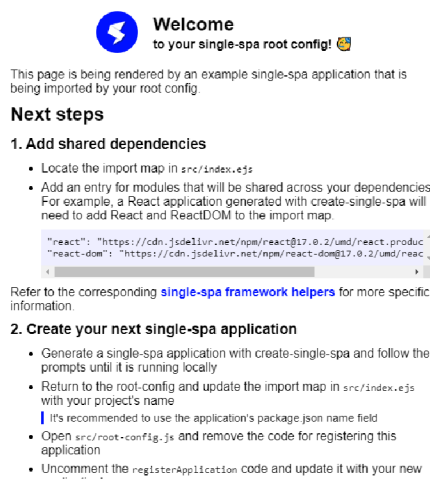 Welcome
to your single-spa root config! 🥳
This page is being rendered by an example single-spa application that is
being imported by your root config.
Next steps
1. Add shared dependencies
• Locate the import map in src/index.ejs
• Add an entry for modules that will be shared across your dependencies
For example, a React application generated with create-single-spa will
need to add React and ReactDOM to the import map.
"react": "https://cdn.jsdelivr.net/npm/react@17.0.2/umd/react.produc
"react-dom": "https://cdn.jsdelivr.net/npm/react-dom@17.0.2/umd/reac
Refer to the corresponding single-spa framework helpers for more specific
information.
2. Create your next single-spa application
• Generate a single-spa application with create-single-spa and follow the
prompts until it is running locally
• Return to the root-config and update the import map in src/index.ejs
with your project's name
It's recommended to use the application's package.json name field
• Open src/root-config.js and remove the code for registering this
application
• Uncomment the registerApplication code and update it with your new